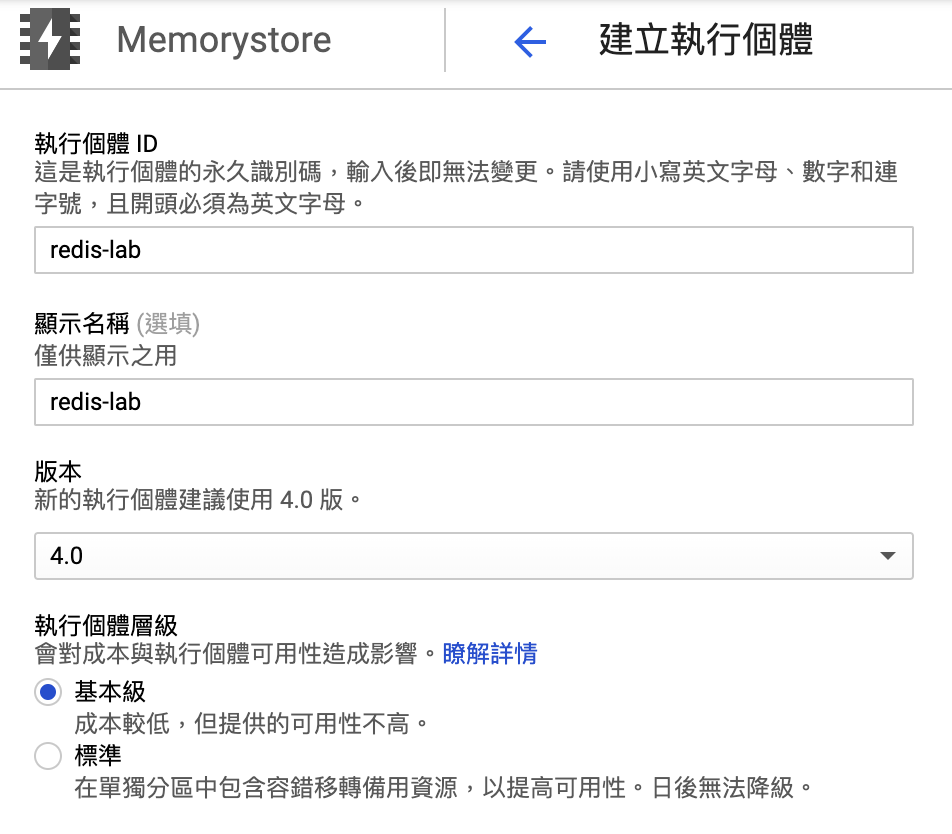 Memorystore
建立執行個體
執行個體 ID
這是執行個體的永久識別碼，輸入後即無法變更。請使用小寫英文字母、數字和連
字號，且開頭必須為英文字母。
redis-lab
顯示名稱 (選填)
僅供顯示之用
redis-lab
版本
新的執行個體建議使用 4.0 版。
4.0
執行個體層級
會對成本與執行個體可用性造成影響。瞭解詳情
基本級
成本較低，但提供的可用性不高。
標準
在單獨分區中包含容錯移轉備用資源，以提高可用性。日後無法降級。